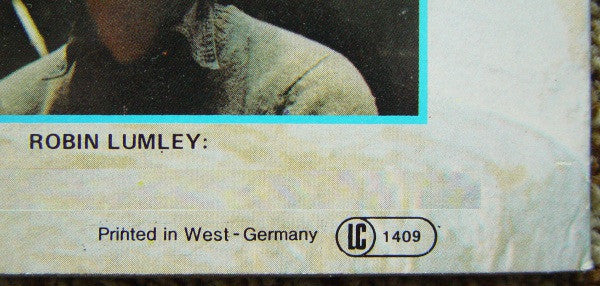 ROBIN LUMLEY:
Printed in West-Germany LC 1409